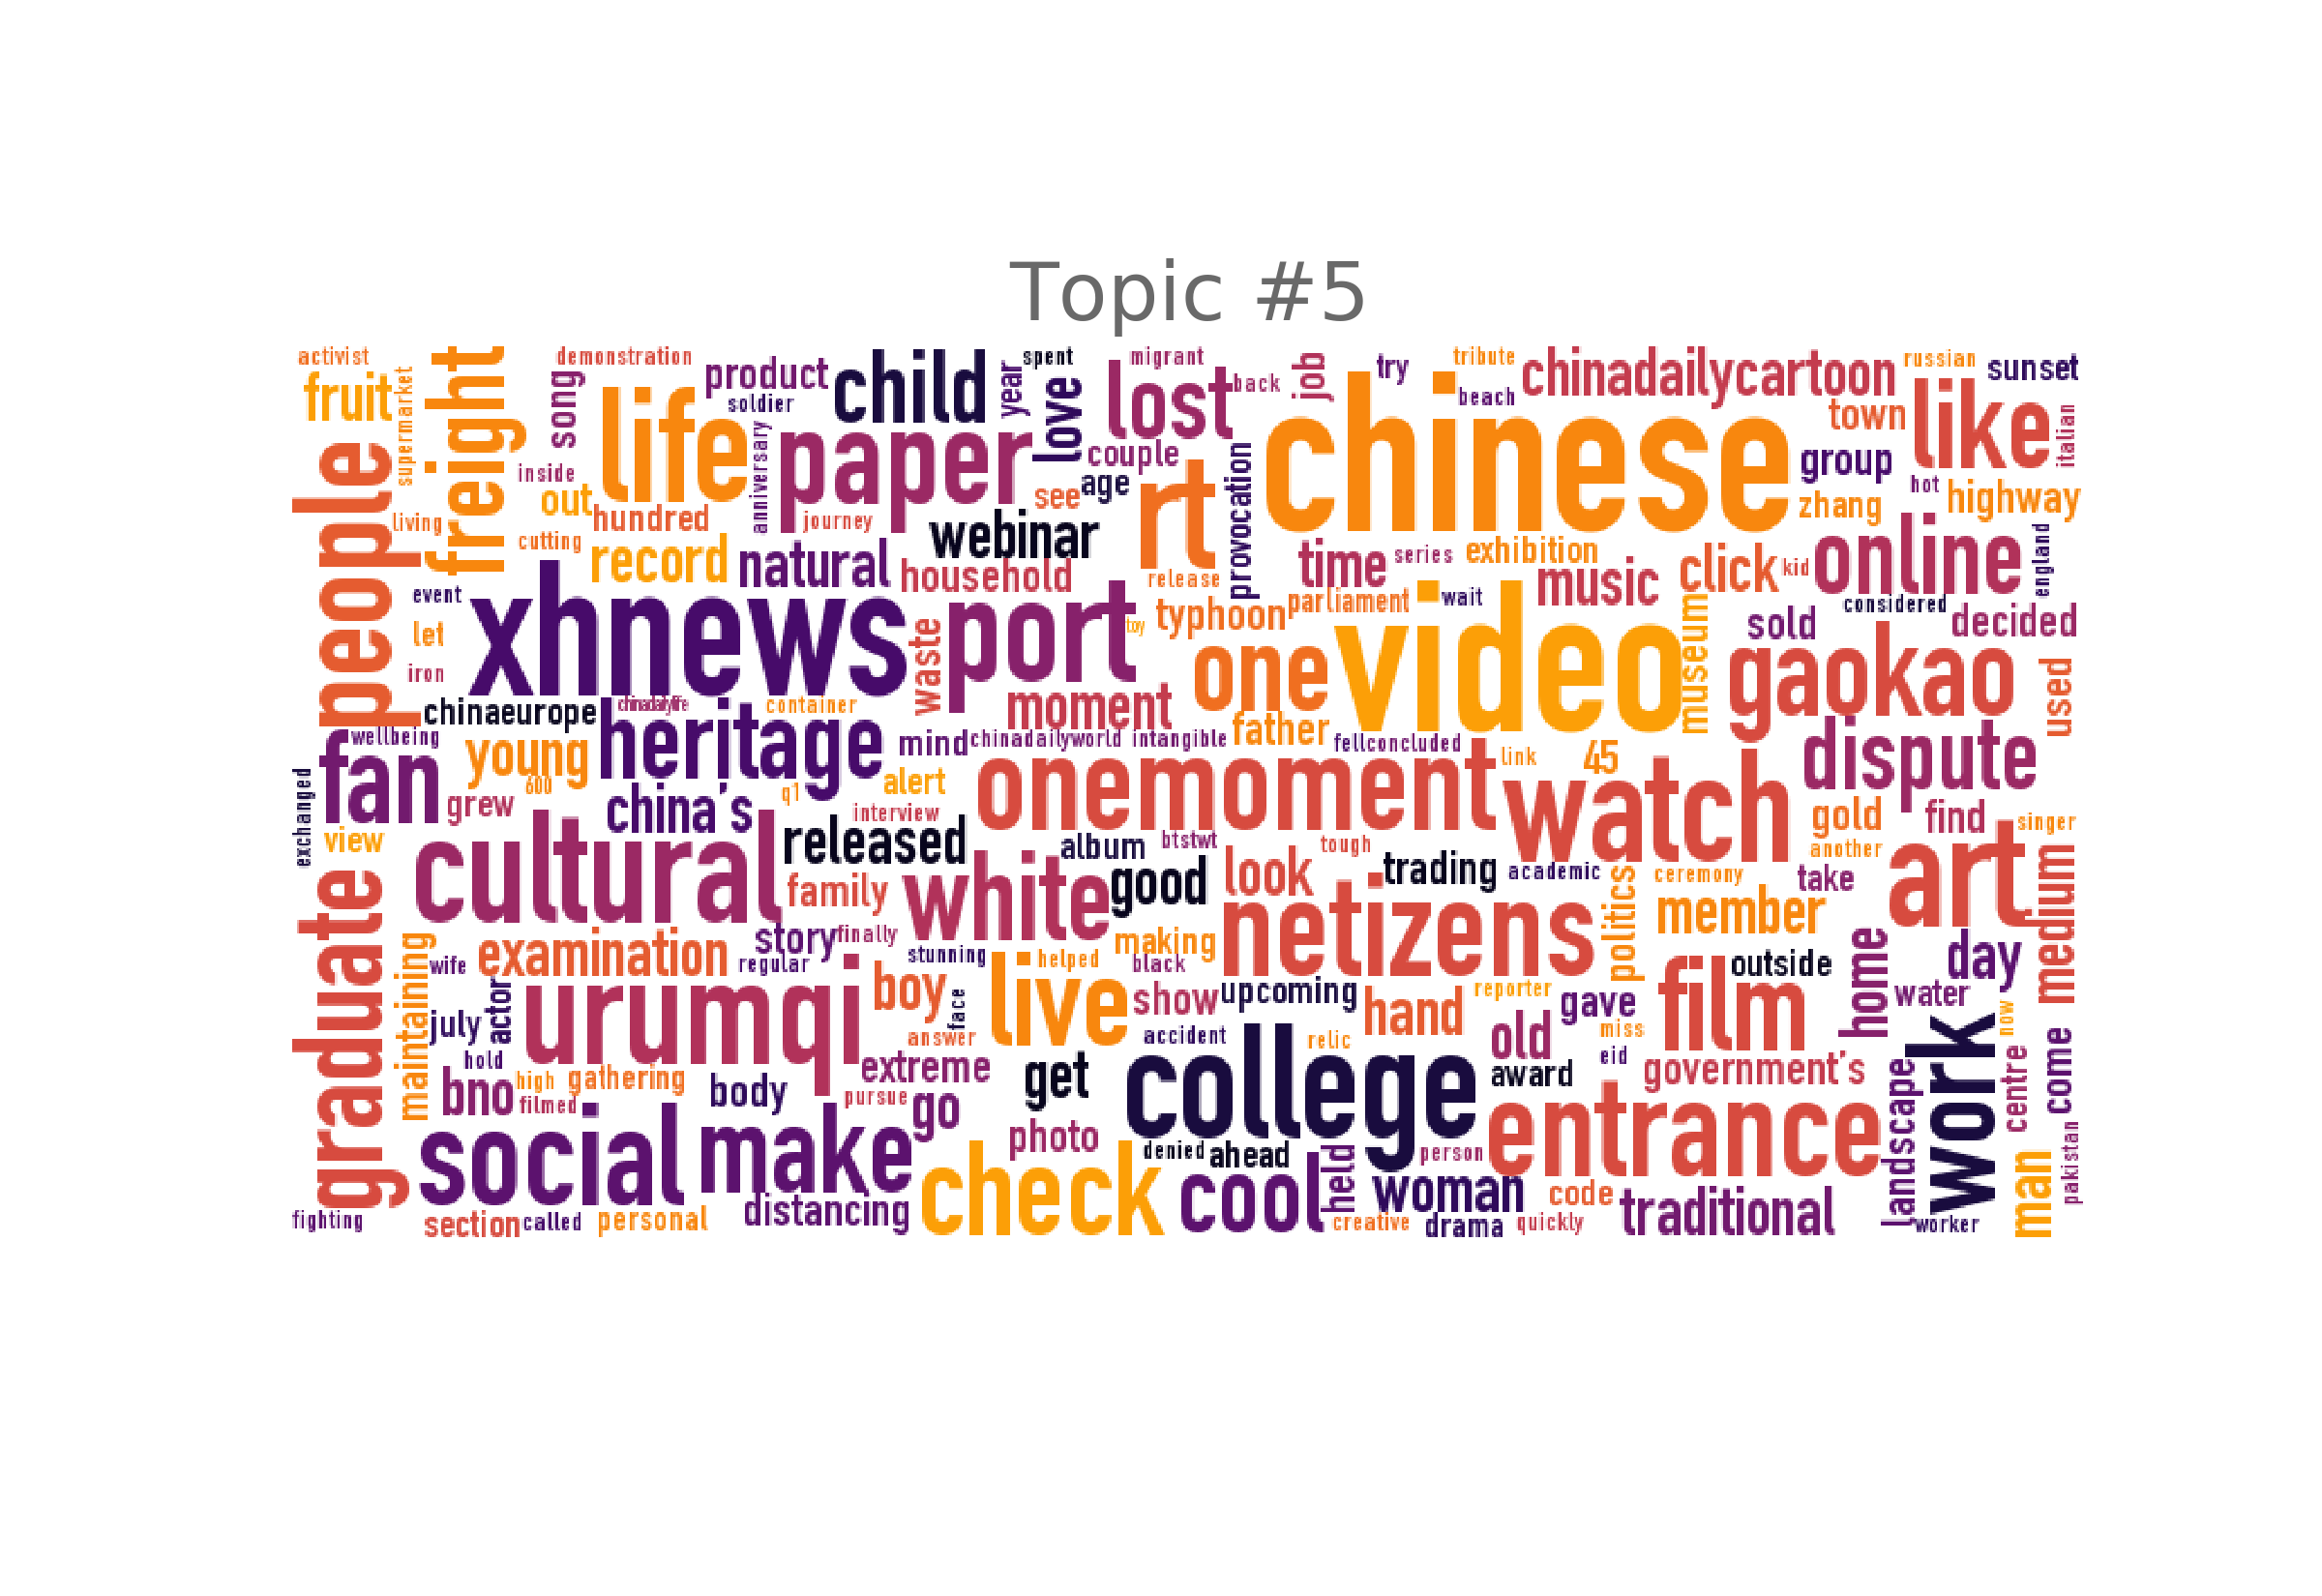 Topic #5
activist
fruit
supermarket
freight
demonstration
song
product
soldier
child
spent
year
love
lost
migrant
back
job
try
tribute
beach
chinadailycartoon
russian
sunset
people
life
paper
chinese
town
like
italian
inside
out
hundred
anniversary
journey
couple
see
age
rt
provocation
group
zhang
hot
highway
living
cutting
record
natural
webinar
household
release
time
series
exhibition
music
click
kid
online
england
event
let
iron
xhnews
waste
port
toy
typhoon
parliament
wait
video
museum
sold
considered
decided
gaokao
used
chinaeurope
chinadailylife
container
moment
one
father
wellbeing
fan
young
heritage
mind
chinadailyworld
intangible
fellconcluded
link
45
dispute
exchanged
view
grew
600
china's
q1
alert
interview
onemoment
watch
gold
find
another
singer
graduate
cultural
released
family
album
btstwt
tough
white
good
look
trading
academic
politics
ceremony
member
take
art
medium
maintaining
wife
examination
regular
story
finally
stunning
helped
making
black
netizens
outside
home
day
july
actor
urumqi
boy
face
live
show
upcoming
hand
reporter
gave
film
water
now
hold
high
filmed
gathering
body
answer
extreme
get
accident
relic
old
miss
eid
award
government's
landscape
work
centre
come
bno
pursue
go
college
entrance
social
make
photo
denied
ahead
person
pakistan
fighting
section
called
personal
distancing
check
cool
held
woman
creative
drama
code
quickly
traditional
worker
man